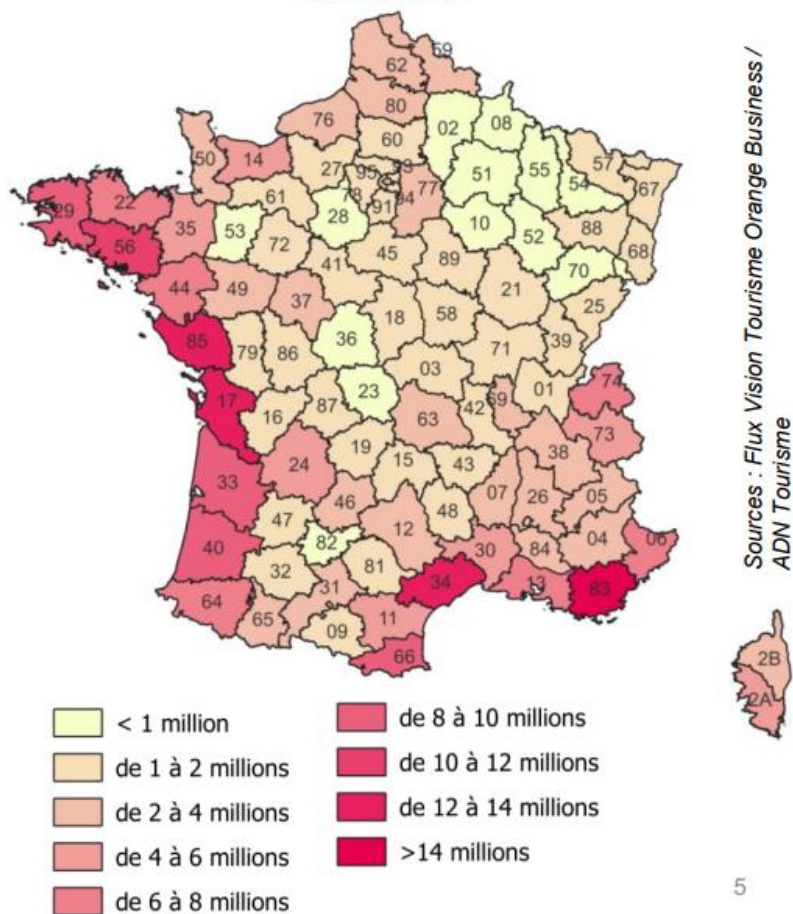 59
62
80
76
02 08
60
50 14 27 95 51 55 57
77 54 67
78 94
29 22 61 91
35 53 28 10 88
56 72 52 68
45 89 70
41
44 49 37 21 25
18 58
85 36 39
79 86 71
03
23 01 74
17 87 42 69
16 63 73
19 38
24 15 43
33 46 07 26 05
47 48
12 04
40 82 30 84 06
32 81
34 13 83
64 31
65 11
09
66
2B
2A
Sources : Flux Vision Tourisme Orange Business /
ADN Tourisme
< 1 million
de 1 à 2 millions
de 2 à 4 millions
de 4 à 6 millions
de 6 à 8 millions
de 8 à 10 millions
de 10 à 12 millions
de 12 à 14 millions
>14 millions
5